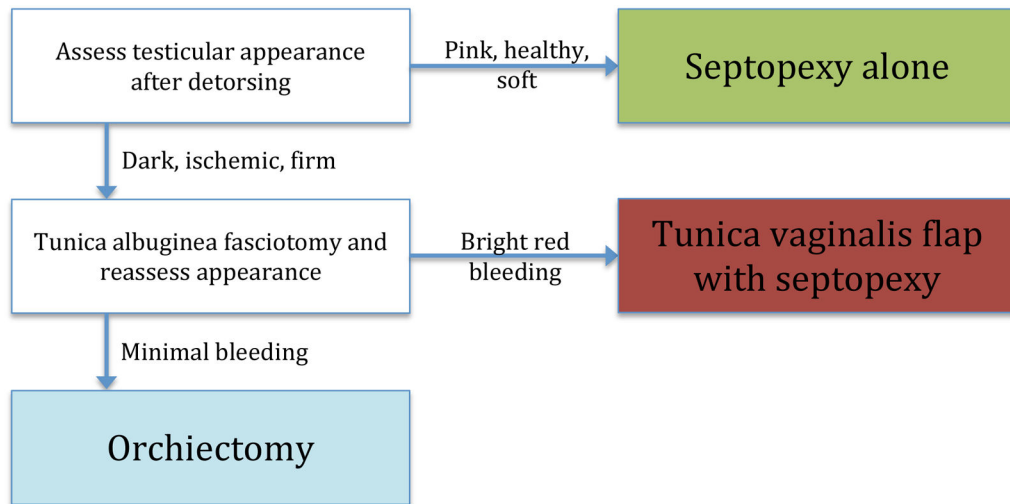 Assess testicular appearance
after detorsing
Pink, healthy,
soft
Septopexy alone
Dark, ischemic, firm
Tunica albuginea fasciotomy and
reassess appearance
Bright red
bleeding
Tunica vaginalis flap
with septopexy
Minimal bleeding
Orchiectomy